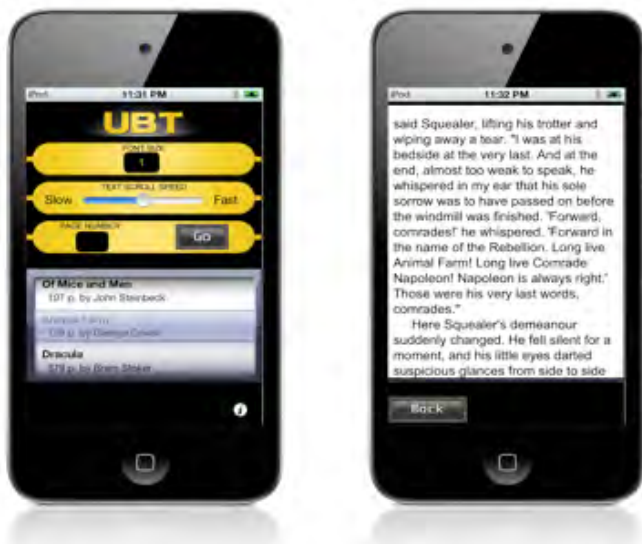 iPod 11:31 PM
UBT
FONT SIZE
1
TEXT SCROLL SPEED
Slow Fast
PAGE NUMBER
Go
Of Mice and Men
107 p. by John Steinbeck
Animal Farm
by George Orwell
Dracula
by Bram Stoker
iPod 11:32 PM
said Squealer, lifting his trotter and
wiping away a tear. "I was at his
bedside at the very last. And at the
end, almost too weak to speak, he
whispered in my ear that his sole
sorrow was to have passed on before
the windmill was finished. 'Forward,
comrades!' he whispered. 'Forward in
the name of the Rebellion. Long live
Animal Farm! Long live Comrade
Napoleon! Napoleon is always right.'
Those were his very last words,
comrades."
Here Squealer's demeanour
suddenly changed. He fell silent for a
moment, and his little eyes darted
suspicious glances from side to side
Back